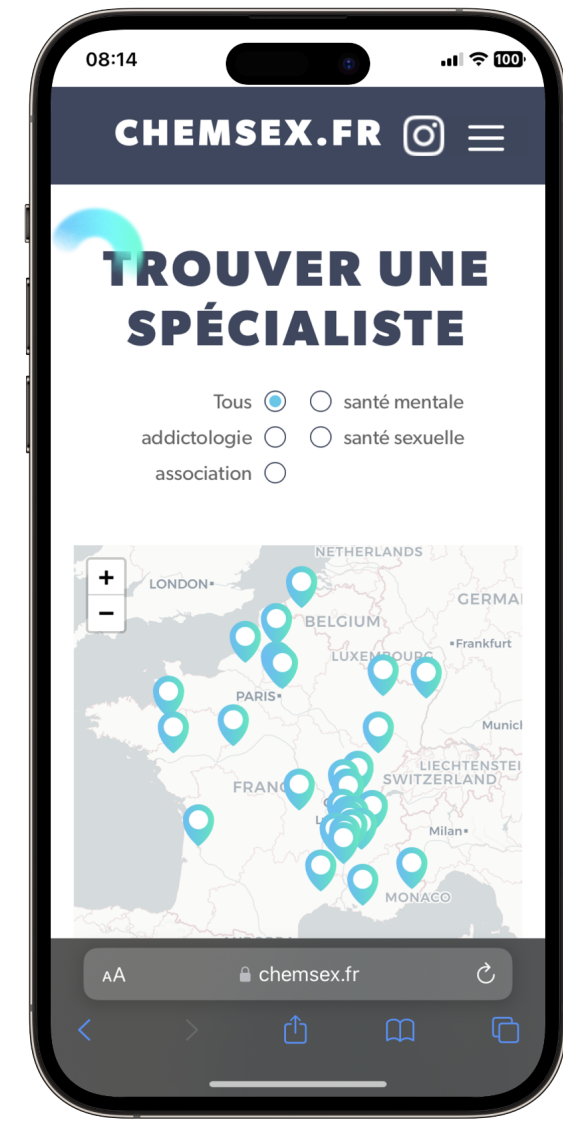 08:14
100
CHEMSEX.FR
TROUVER UNE
SPÉCIALISTE
Tous
santé mentale
addictologie
santé sexuelle
association
+
−
NETHERLANDS
LONDON
GERMA
BELGIUM
Frankfurt
LUXEMBOURG
PARIS
Munich
LIECHTENSTEI
SWITZERLAND
FRANC
Milan
MONACO
AA
chemsex.fr